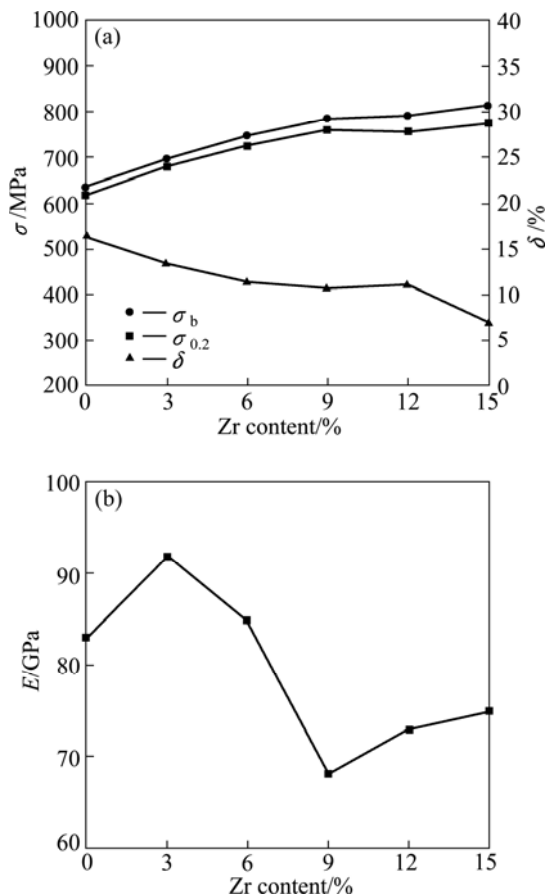 (a)
1000
900
800
700
600
500
400
300
200
σ/MPa
40
35
30
25
20
15
10
5
0
δ/%
σ b
σ 0.2
δ
0 3 6 9 12 15
Zr content/%
(b)
100
90
80
70
60
E/GPa
0 3 6 9 12 15
Zr content/%